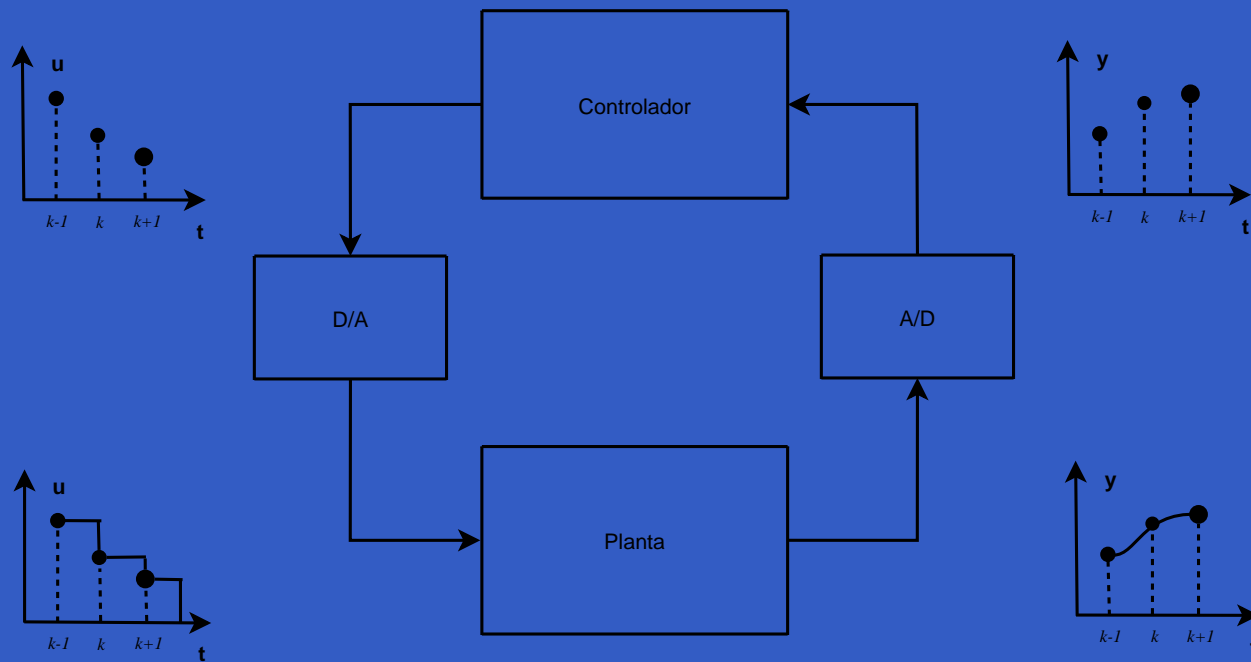 u
k-1 k k+1
t
Controlador
y
k-1 k k+1
t
D/A
A/D
u
k-1 k k+1
t
Planta
y
k-1 k k+1